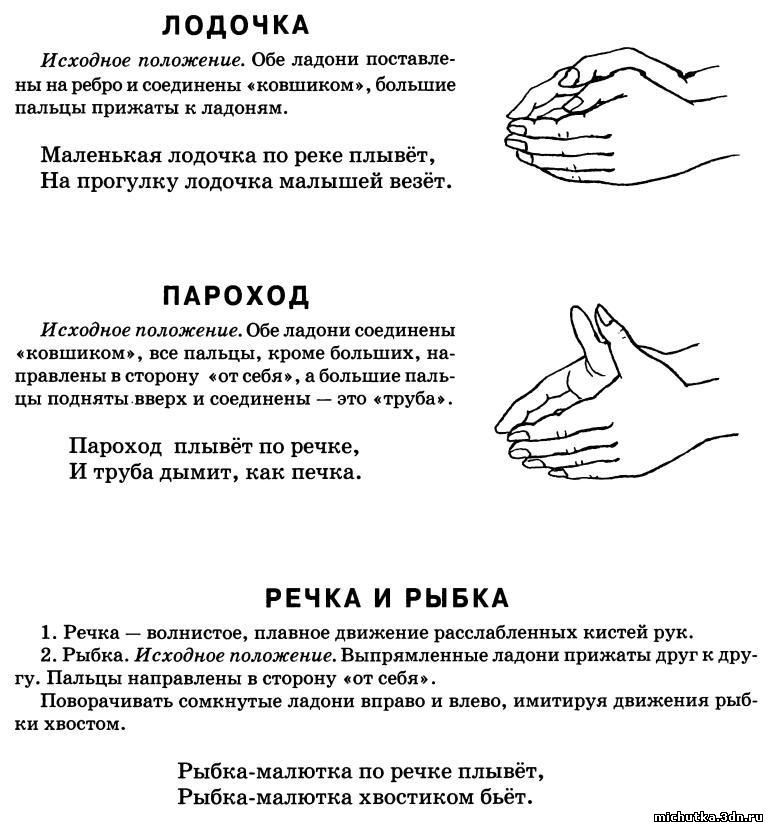 ЛОДОЧКА
Исходное положение. Обе ладони поставле-
ны на ребро и соединены «ковшиком», большие
пальцы прижаты к ладоням.
Маленькая лодочка по реке плывёт,
На прогулку лодочка малышей везёт.
ПАРОХОД
Исходное положение. Обе ладони соединены
«ковшиком», все пальцы, кроме больших, на-
правлены в сторону «от себя», а большие паль-
цы подняты вверх и соединены — это «труба».
Пароход плывёт по речке,
И труба дымит, как печка.
РЕЧКА И РЫБКА
1. Речка — волнистое, плавное движение расслабленных кистей рук.
2. Рыбка. Исходное положение. Выпрямленные ладони прижаты друг к дру-
гу. Пальцы направлены в сторону «от себя».
Поворачивать сомкнутые ладони вправо и влево, имитируя движения рыб-
ки хвостом.
Рыбка-малютка по речке плывёт,
Рыбка-малютка хвостиком бьёт.
michutka.3dn.ru